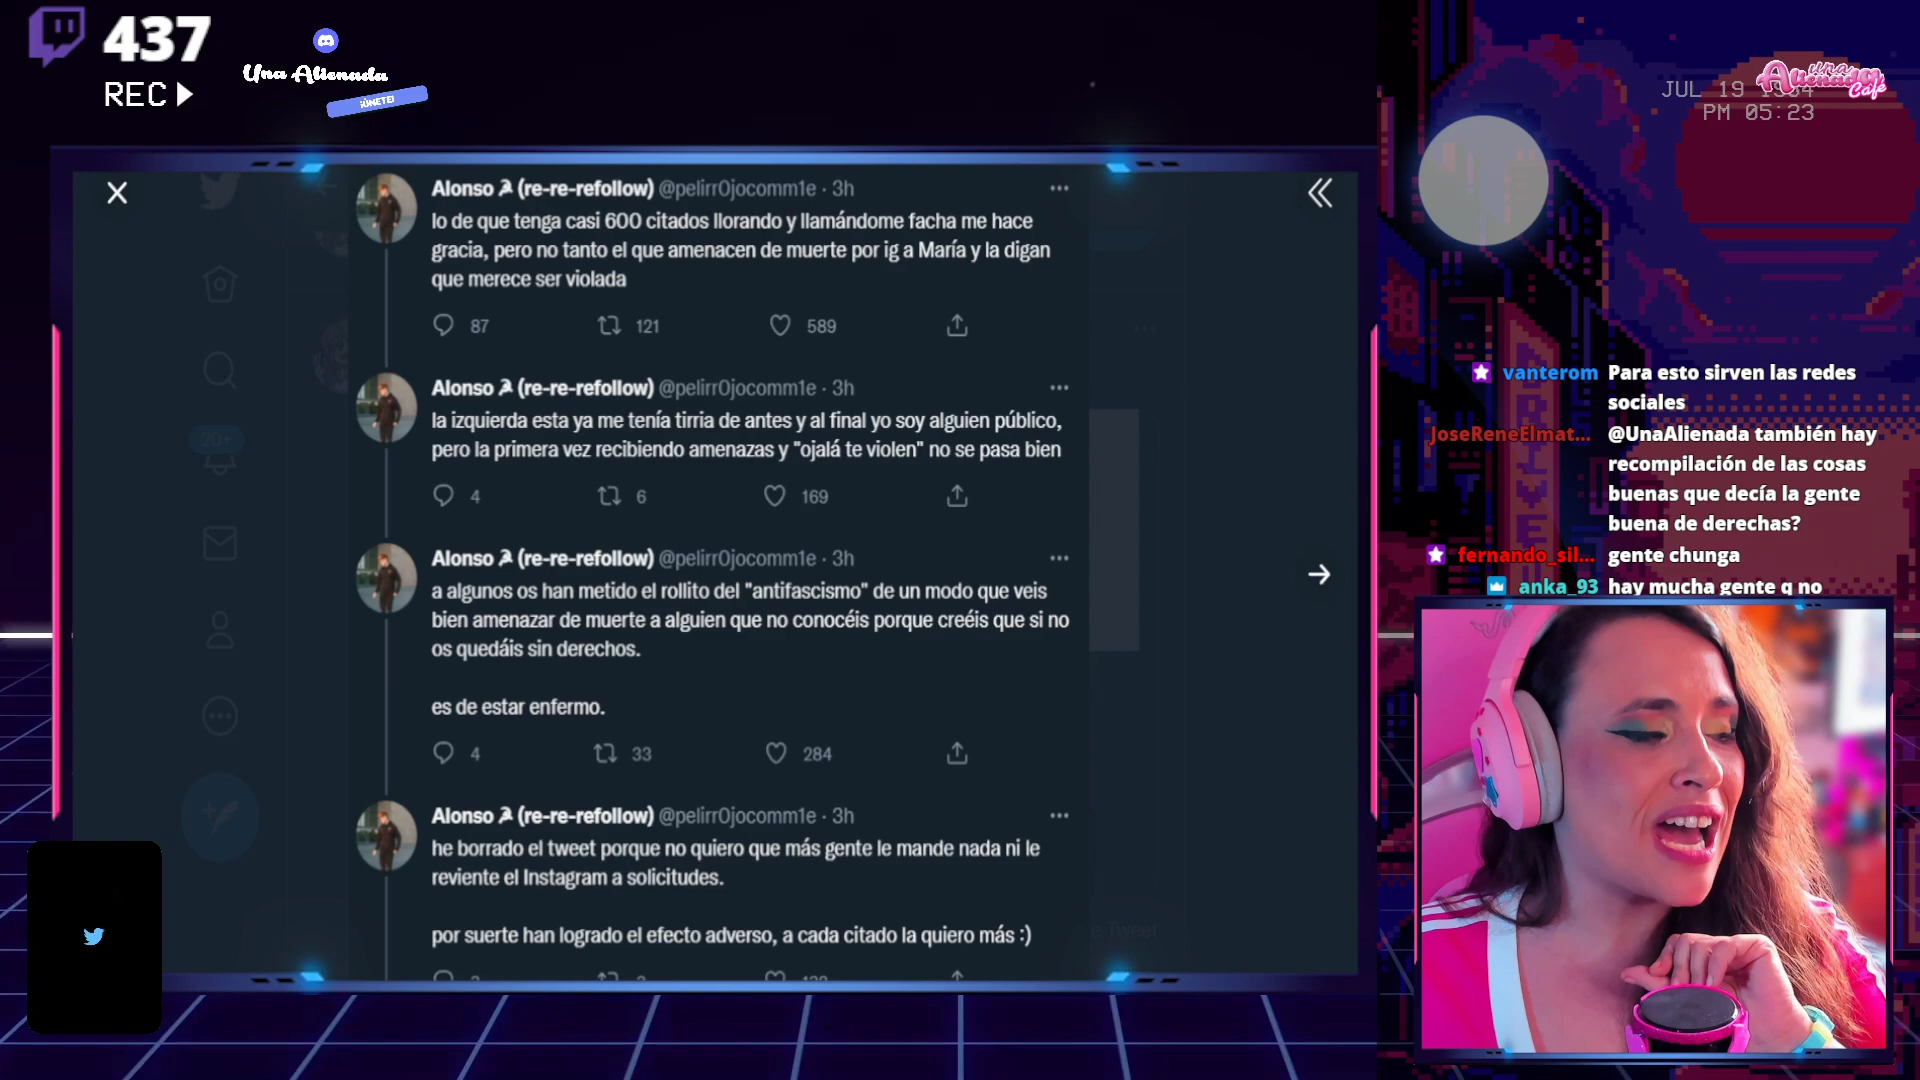 437
REC
Una Alienada
¡ÚNETE!
una
Alienada
Café
JUL 19
PM 05:23
Alonso (re-re-refollow) @pelirr0jocomm1e · 3h
lo de que tenga casi 600 citados llorando y llamándome facha me hace
gracia, pero no tanto el que amenacen de muerte por ig a María y la digan
que merece ser violada
87 121 589
Alonso (re-re-refollow) @pelirr0jocomm1e · 3h
la izquierda esta ya me tenía tirria de antes y al final yo soy alguien público,
pero la primera vez recibiendo amenazas y "ojalá te violen" no se pasa bien
4 6 169
Alonso (re-re-refollow) @pelirr0jocomm1e · 3h
a algunos os han metido el rollito del "antifascismo" de un modo que veis
bien amenazar de muerte a alguien que no conocéis porque creéis que si no
os quedáis sin derechos.
es de estar enfermo.
4 33 284
Alonso (re-re-refollow) @pelirr0jocomm1e · 3h
he borrado el tweet porque no quiero que más gente le mande nada ni le
reviente el Instagram a solicitudes.
por suerte han logrado el efecto adverso, a cada citado la quiero más :)
20+
Tweet
vanterom Para esto sirven las redes
sociales
JoseReneElmat... @UnaAlienada también hay
recompilación de las cosas
buenas que decía la gente
buena de derechas?
fernando_sil... gente chunga
anka_93 hay mucha gente q no